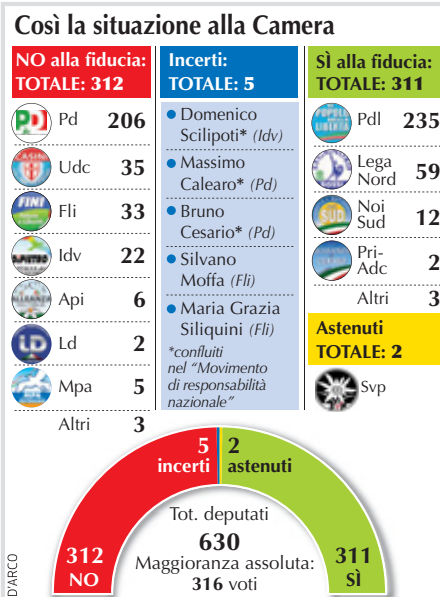 Così la situazione alla Camera
NO alla fiducia:
TOTALE: 312
Pd 206
CASINI
Udc 35
FINI
Fli 33
Idv 22
Api 6
LD
Ld 2
Mpa 5
Altri 3
Incerti:
TOTALE: 5
• Domenico
Scilipoti* (Idv)
• Massimo
Calearo* (Pd)
• Bruno
Cesario* (Pd)
• Silvano
Moffa (Fli)
• Maria Grazia
Siliquini (Fli)
*confluiti
nel "Movimento
di responsabilità
nazionale"
SÌ alla fiducia:
TOTALE: 311
Pdl 235
Lega
Nord 59
SUD
Noi
Sud 12
Pri-
Adc 2
Altri 3
Astenuti
TOTALE: 2
Svp
5
incerti
2
astenuti
312
NO
Tot. deputati
630
Maggioranza assoluta:
316 voti
311
SÌ
D'ARCO